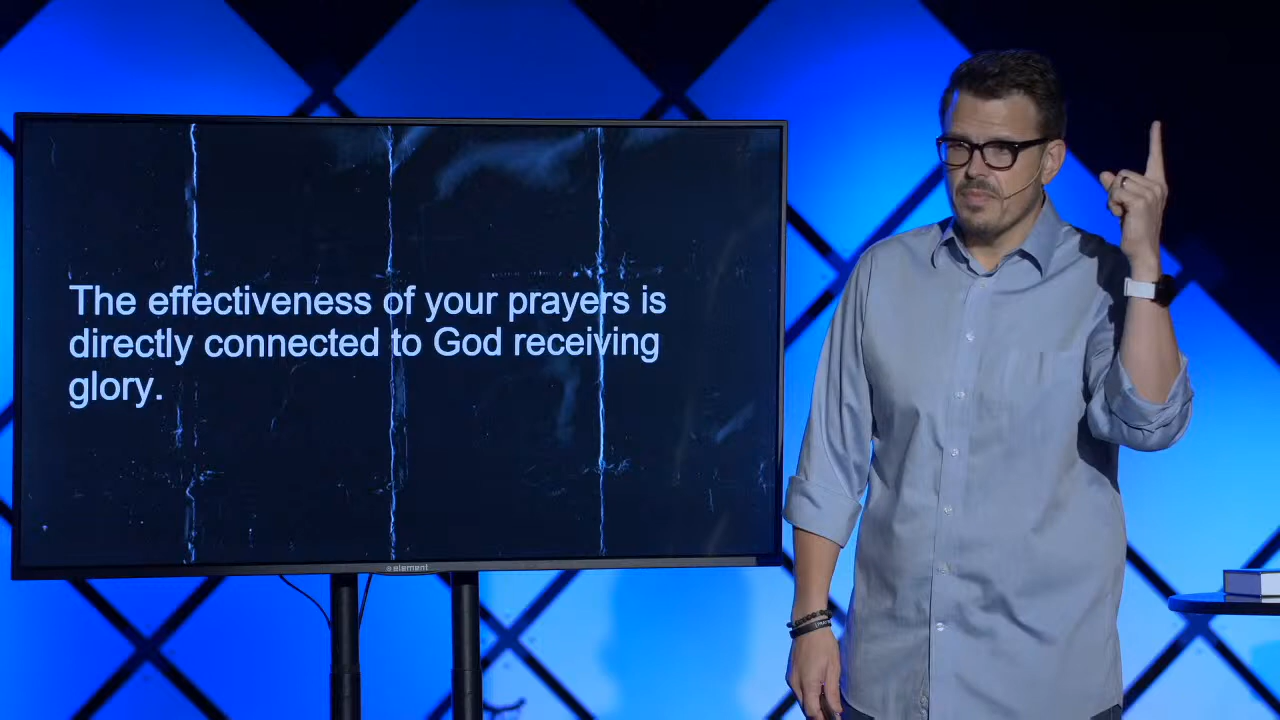 The effectiveness of your prayers is
directly connected to God receiving
glory.
element